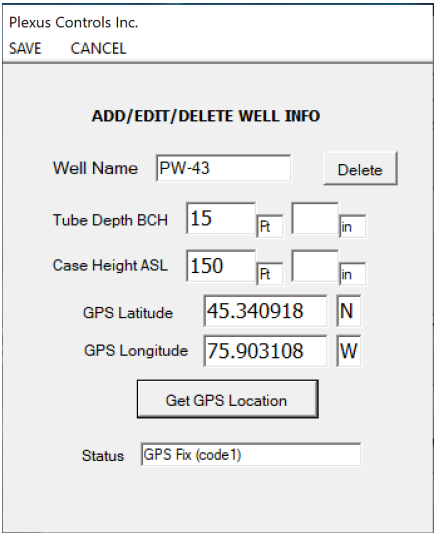 Plexus Controls Inc.
SAVE CANCEL
ADD/EDIT/DELETE WELL INFO
Well Name PW-43 Delete
Tube Depth BCH 15 Ft in
Case Height ASL 150 Ft in
GPS Latitude 45.340918 N
GPS Longitude 75.903108 W
Get GPS Location
Status GPS Fix (code1)